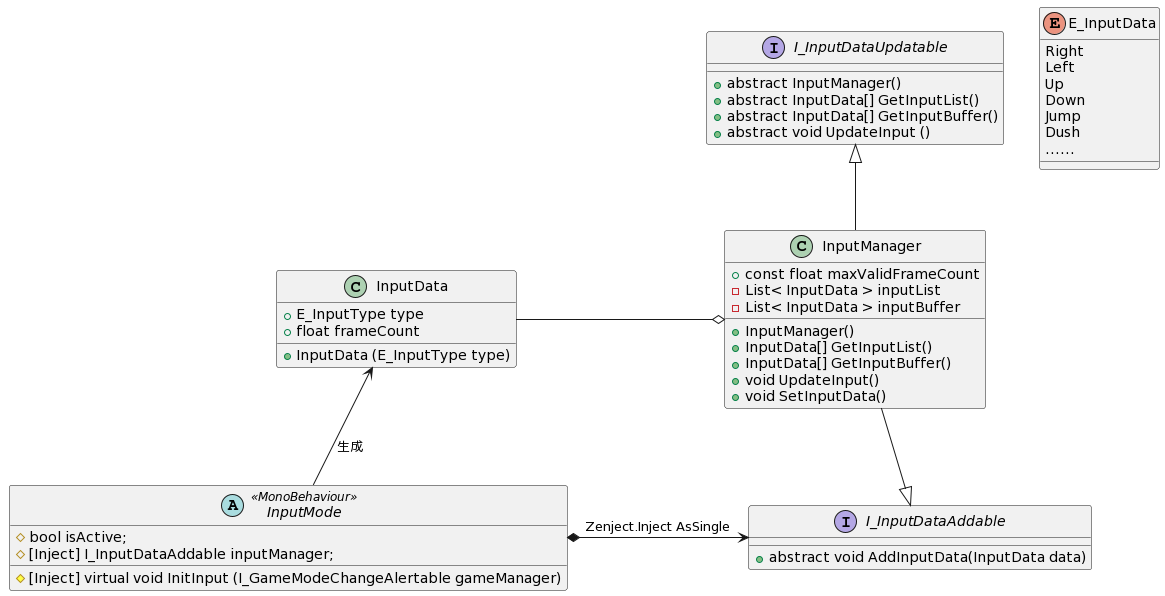 I I_InputDataUpdatable
abstract InputManager()
abstract InputData[] GetInputList()
abstract InputData[] GetInputBuffer()
abstract void UpdateInput ()
E E_InputData
Right
Left
Up
Down
Jump
Dush
......
C InputManager
const float maxValidFrameCount
List< InputData > inputList
List< InputData > inputBuffer
InputManager()
InputData[] GetInputList()
InputData[] GetInputBuffer()
void UpdateInput()
void SetInputData()
C InputData
E_InputType type
float frameCount
InputData (E_InputType type)
生成
A «MonoBehaviour»
InputMode
bool isActive;
[Inject] I_InputDataAddable inputManager;
[Inject] virtual void InitInput (I_GameModeChangeAlertable gameManager)
Zenject.Inject AsSingle
I I_InputDataAddable
abstract void AddInputData(InputData data)